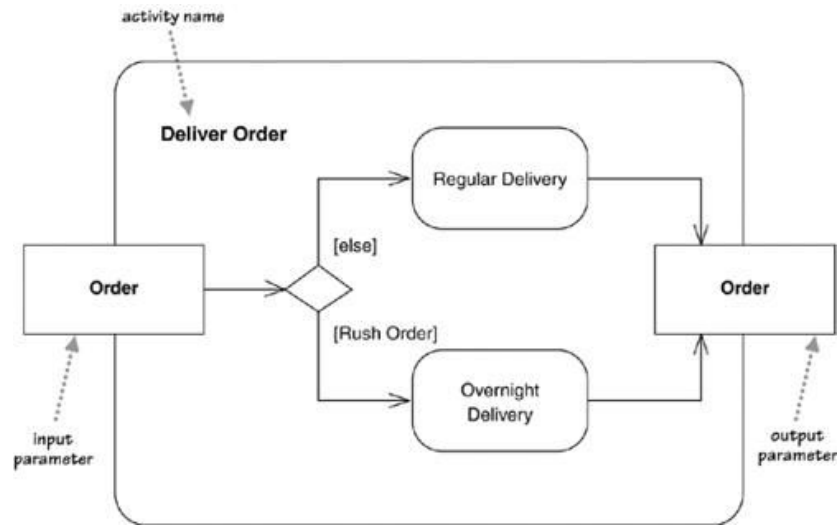 activity name
Deliver Order
Regular Delivery
[else]
Order
Order
[Rush Order]
Overnight
Delivery
input
parameter
output
parameter